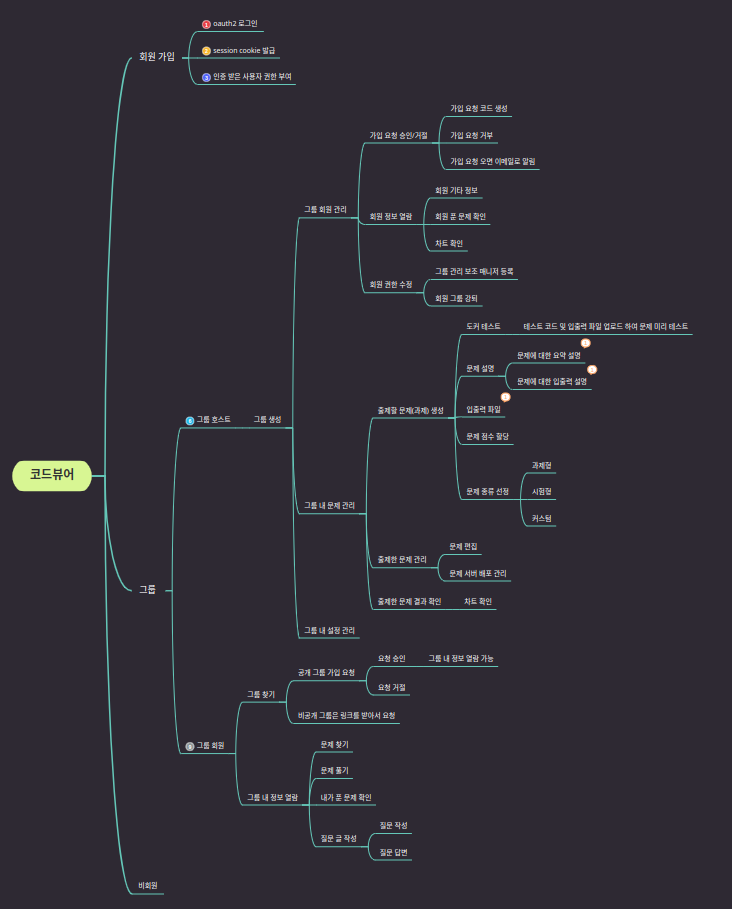 코드뷰어
회원 가입
oauth2 로그인
session cookie 발급
인증 받은 사용자 권한 부여
그룹
그룹 호스트
그룹 생성
그룹 회원 관리
가입 요청 승인/거절
가입 요청 코드 생성
가입 요청 거부
가입 요청 오면 이메일로 알림
회원 정보 열람
회원 기타 정보
회원 푼 문제 확인
차트 확인
회원 권한 수정
그룹 관리 보조 매니저 등록
회원 그룹 강퇴
그룹 내 문제 관리
출제할 문제(과제) 생성
도커 테스트
테스트 코드 및 입출력 파일 업로드 하여 문제 미리 테스트
문제 설명
문제에 대한 요약 설명
문제에 대한 입출력 설명
입출력 파일
문제 점수 할당
문제 종류 선정
과제형
시험형
커스텀
출제한 문제 관리
문제 편집
문제 서버 배포 관리
출제한 문제 결과 확인
차트 확인
그룹 내 설정 관리
그룹 회원
그룹 찾기
공개 그룹 가입 요청
요청 승인
그룹 내 정보 열람 가능
요청 거절
비공개 그룹은 링크를 받아서 요청
그룹 내 정보 열람
문제 찾기
문제 풀기
내가 푼 문제 확인
질문 글 작성
질문 작성
질문 답변
비회원